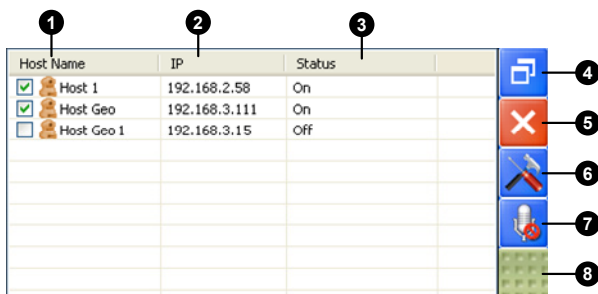 1 2 3
Host Name IP Status
Host 1 192.168.2.58 On
Host Geo 192.168.3.111 On
Host Geo 1 192.168.3.15 Off
4
5
6
7
8